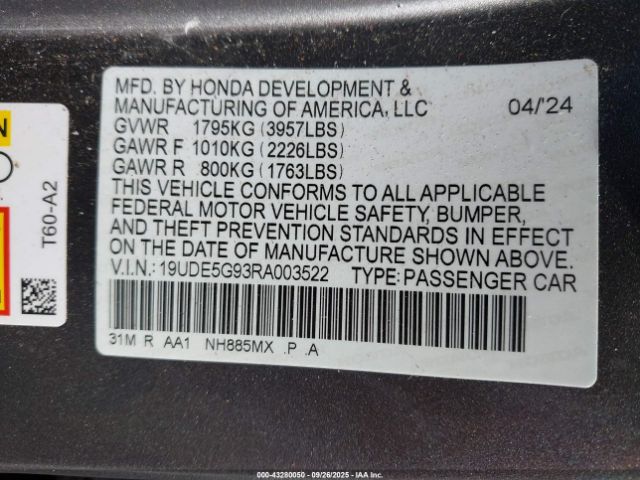 MFD. BY HONDA DEVELOPMENT &
MANUFACTURING OF AMERICA, LLC 04/'24
GVWR 1795KG (3957LBS)
GAWR F 1010KG (2226LBS)
GAWR R 800KG (1763LBS)
THIS VEHICLE CONFORMS TO ALL APPLICABLE
FEDERAL MOTOR VEHICLE SAFETY, BUMPER,
AND THEFT PREVENTION STANDARDS IN EFFECT
ON THE DATE OF MANUFACTURE SHOWN ABOVE.
V.I.N.: 19UDE5G93RA003522 TYPE: PASSENGER CAR
31M R AA1 NH885MX .P .A
T60-A2
000-43280050 | 09/26/2025 | IAA Inc.